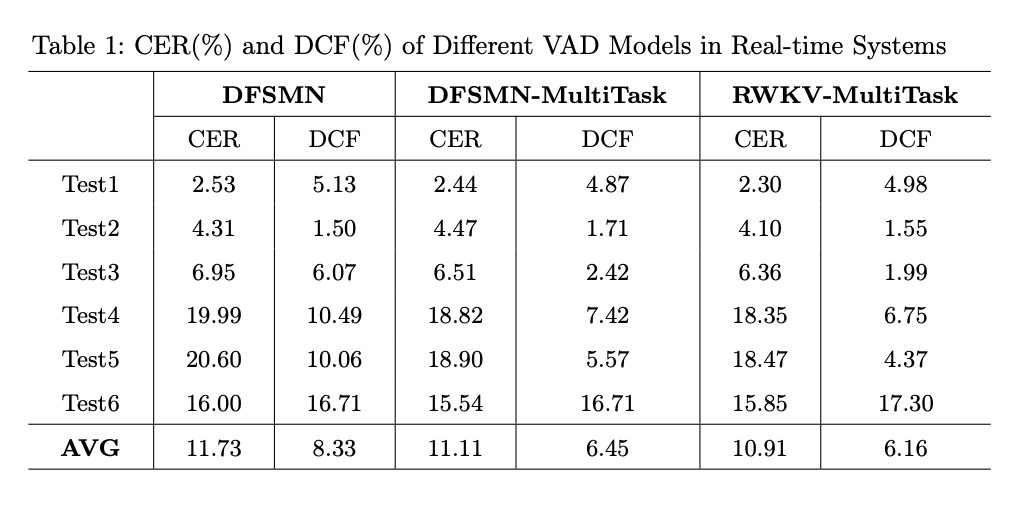 Table 1: CER(%) and DCF(%) of Different VAD Models in Real-time Systems
DFSMN DFSMN-MultiTask RWKV-MultiTask
CER DCF CER DCF CER DCF
Test1 2.53 5.13 2.44 4.87 2.30 4.98
Test2 4.31 1.50 4.47 1.71 4.10 1.55
Test3 6.95 6.07 6.51 2.42 6.36 1.99
Test4 19.99 10.49 18.82 7.42 18.35 6.75
Test5 20.60 10.06 18.90 5.57 18.47 4.37
Test6 16.00 16.71 15.54 16.71 15.85 17.30
AVG 11.73 8.33 11.11 6.45 10.91 6.16